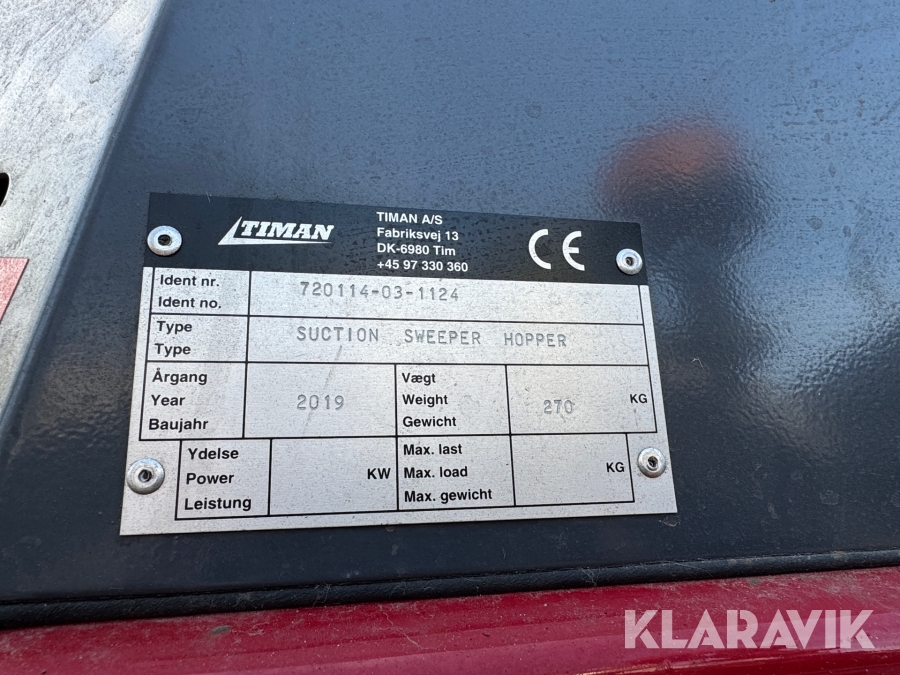 TIMAN
TIMAN A/S
Fabriksvej 13
DK-6980 Tim
+45 97 330 360
CE
Ident nr.
Ident no.
720114-03-1124
Type
Type
SUCTION SWEEPER HOPPER
Årgang
Year
Baujahr
2019
Vægt
Weight
Gewicht
270
KG
Ydelse
Power
Leistung
KW
Max. last
Max. load
Max. gewicht
KG
KLARAVIK